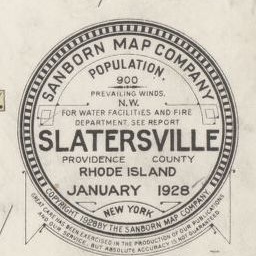 SANBORN MAP COMPANY
POPULATION.
900
PREVAILING WINDS,
N.W.
FOR WATER FACILITIES AND FIRE
DEPARTMENT, SEE REPORT
SLATERSVILLE
PROVIDENCE COUNTY
RHODE ISLAND
JANUARY 1928
NEW YORK
COPYRIGHT 1928 BY THE SANBORN MAP COMPANY
GREAT CARE HAS BEEN EXERCISED IN THE PRODUCTION OF OUR PUBLICATIONS
AND OUR SERVICE, BUT ABSOLUTE ACCURACY IS NOT GUARANTEED.